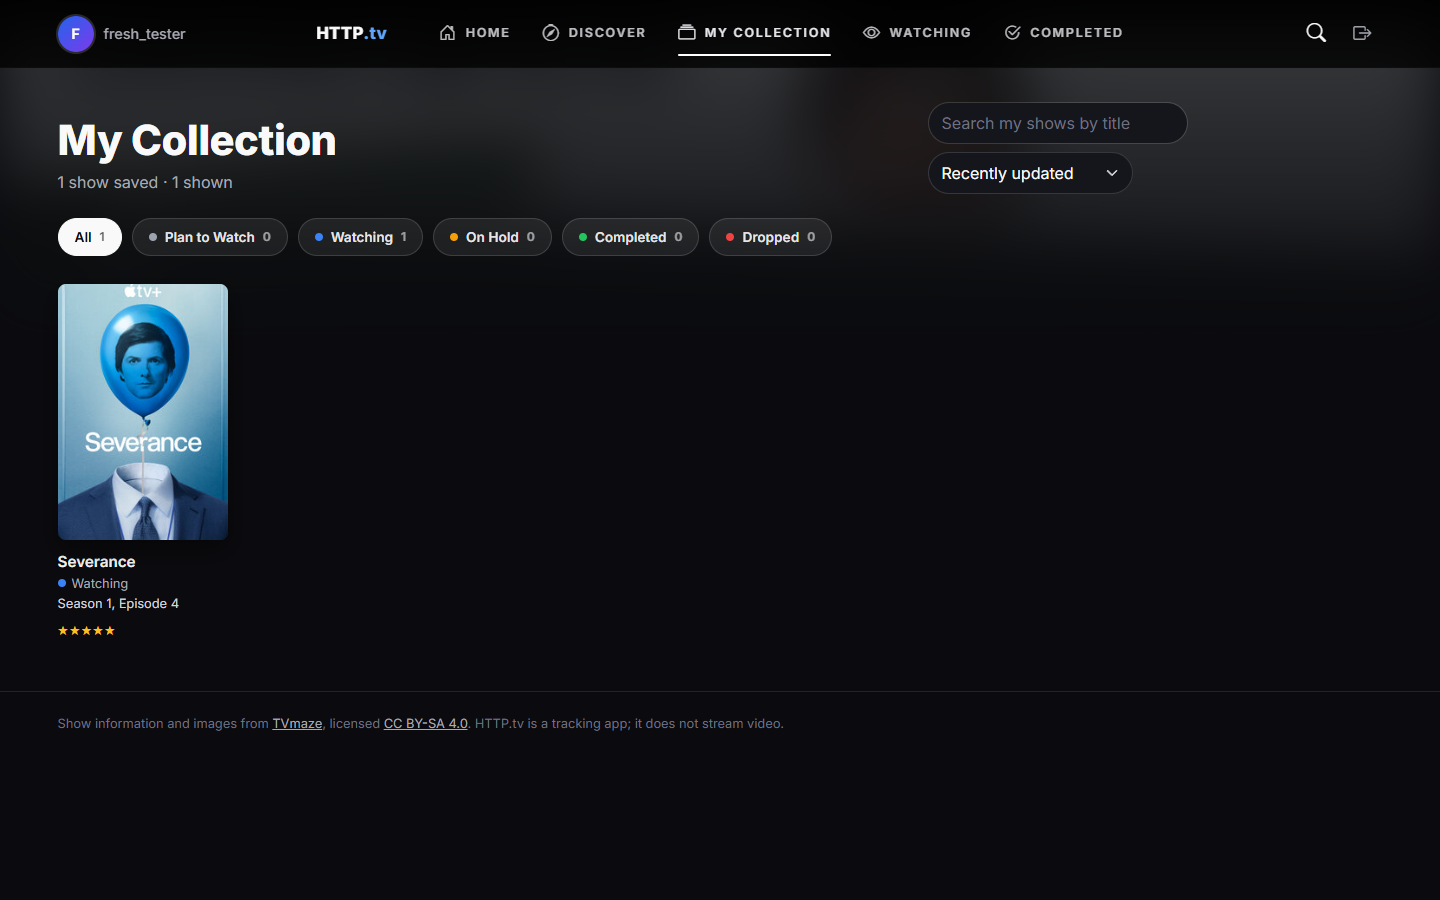 F fresh_tester HTTP.tv HOME DISCOVER MY COLLECTION WATCHING COMPLETED
My Collection
1 show saved · 1 shown
Search my shows by title
Recently updated
All 1 Plan to Watch 0 Watching 1 On Hold 0 Completed 0 Dropped 0
tv+
Severance
Severance
Watching
Season 1, Episode 4
★★★★★
Show information and images from TVmaze, licensed CC BY-SA 4.0. HTTP.tv is a tracking app; it does not stream video.